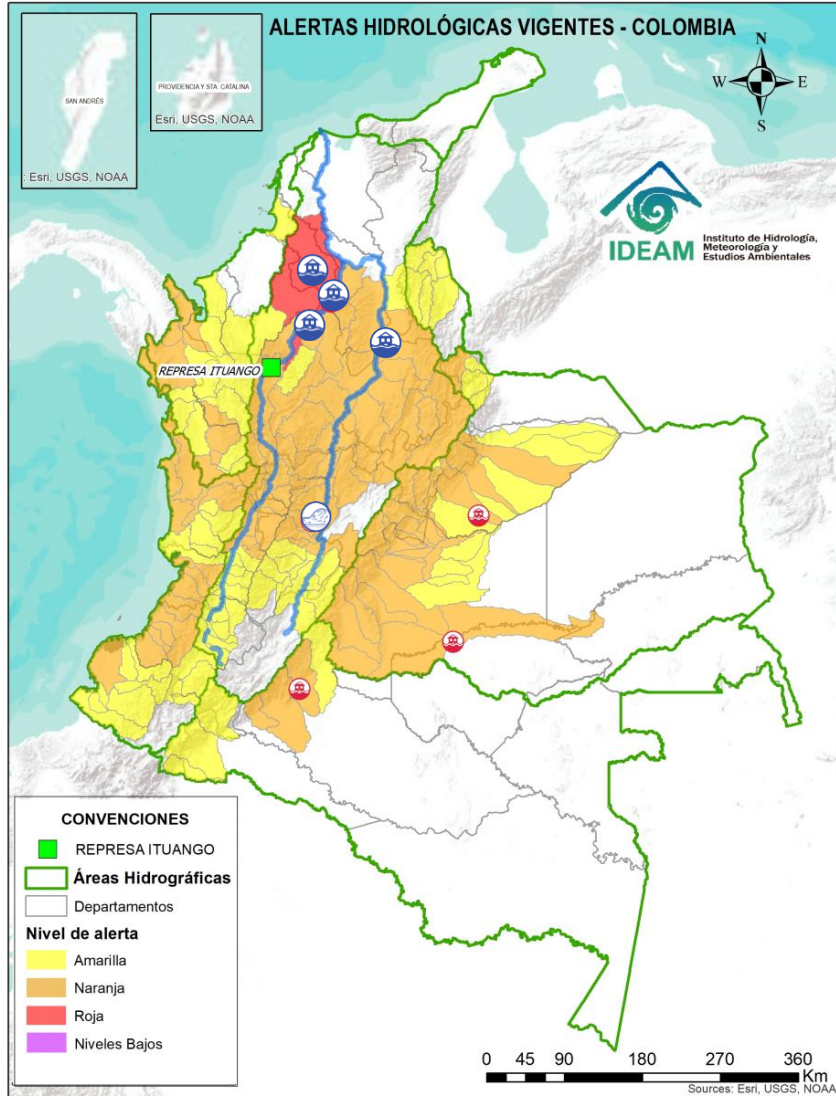 ALERTAS HIDROLÓGICAS VIGENTES - COLOMBIA
SAN ANDRÉS
: Esri, USGS, NOAA
PROVIDENCIA Y STA. CATALINA
Esri, USGS, NOAA
N
W
E
S
IDEAM
Instituto de Hidrología,
Meteorología y
Estudios Ambientales
REPRESA ITUANGO
CONVENCIONES
REPRESA ITUANGO
Áreas Hidrográficas
Departamentos
Nivel de alerta
Amarilla
Naranja
Roja
Niveles Bajos
0 45 90 180 270 360
Km
Sources: Esri, USGS, NOAA